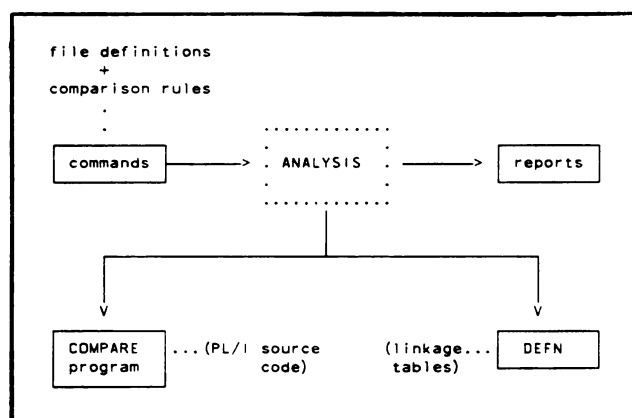 file definitions
+
comparison rules
commands
ANALYSIS
reports
COMPARE
program
...(PL/I source
code)
(linkage...
tables)
DEFN